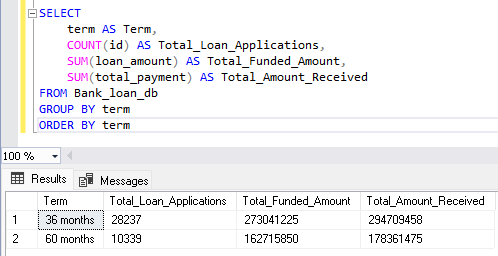 SELECT
term AS Term,
COUNT(id) AS Total_Loan_Applications,
SUM(loan_amount) AS Total_Funded_Amount,
SUM(total_payment) AS Total_Amount_Received
FROM Bank_loan_db
GROUP BY term
ORDER BY term
100 %
Results Messages
Term Total_Loan_Applications Total_Funded_Amount Total_Amount_Received
1 36 months 28237 273041225 294709458
2 60 months 10339 162715850 178361475